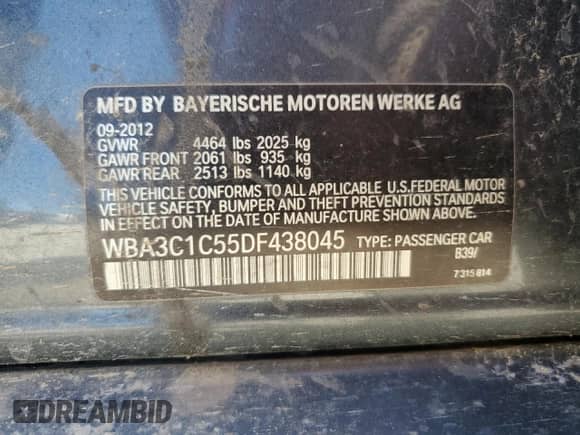 MFD BY BAYERISCHE MOTOREN WERKE AG
09-2012
GVWR 4464 lbs 2025 kg
GAWR FRONT 2061 lbs 935 kg
GAWR REAR 2513 lbs 1140 kg
THIS VEHICLE CONFORMS TO ALL APPLICABLE U.S.FEDERAL MOTOR
VEHICLE SAFETY, BUMPER AND THEFT PREVENTION STANDARDS
IN EFFECT ON THE DATE OF MANUFACTURE SHOWN ABOVE.
WBA3C1C55DF438045 TYPE: PASSENGER CAR
B39/
7315814
DREAMBID